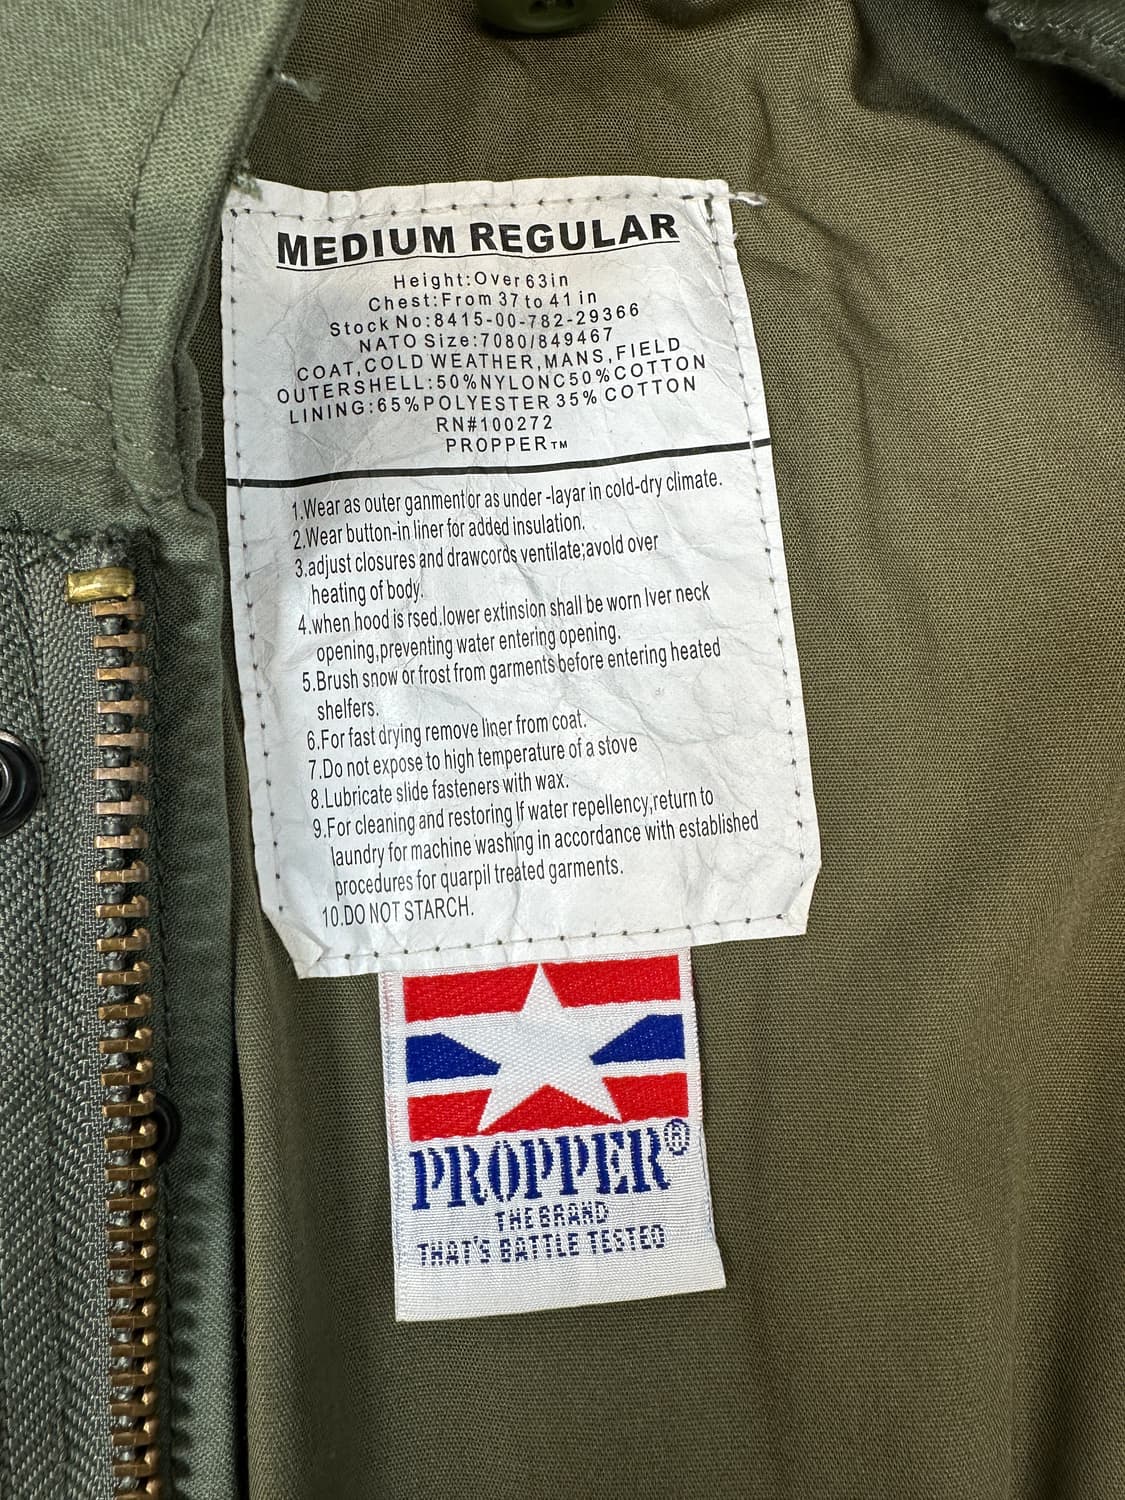 MEDIUM REGULAR
Height:Over 63in
Chest:From 37 to 41 in
Stock No:8415-00-782-29366
NATO Size:7080/849467
COAT,COLD WEATHER,MANS,FIELD
OUTERSHELL:50%NYLONC50%COTTON
LINING:65%POLYESTER 35% COTTON
RN#100272
PROPPER™
1.Wear as outer ganmentor as under -layar in cold-dry climate.
2.Wear button-in liner for added insulation.
3.adjust closures and drawcords ventilate;avold over
heating of body.
4.when hood is rsed.lower extinsion shall be worn lver neck
opening,preventing water entering opening.
5.Brush snow or frost from garments before entering heated
shelfers.
6.For fast drying remove liner from coat.
7.Do not expose to high temperature of a stove
8.Lubricate slide fasteners with wax.
9.For cleaning and restoring lf water repellency,return to
laundry for machine washing in accordance with established
procedures for quarpil treated garments.
10.DO NOT STARCH.
PROPPER®
THE BRAND
THAT'S BATTLE TESTED